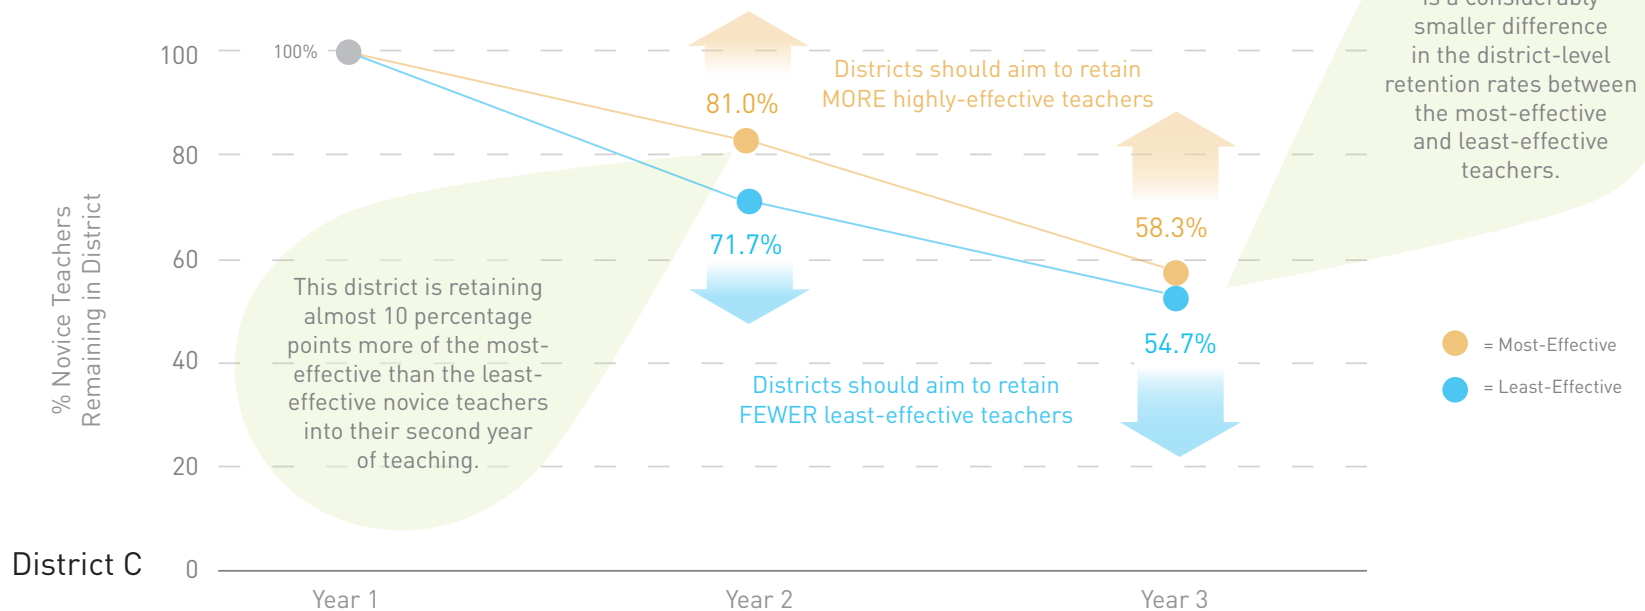 is a considerably
smaller difference
in the district-level
retention rates between
the most-effective
and least-effective
teachers.
100
100%
81.0%
Districts should aim to retain
MORE highly-effective teachers
80
% Novice Teachers
Remaining in District
71.7%
58.3%
60
This district is retaining
almost 10 percentage
points more of the most-
effective than the least-
effective novice teachers
into their second year
of teaching.
40
54.7%
Districts should aim to retain
FEWER least-effective teachers
= Most-Effective
= Least-Effective
20
District C
0
Year 1
Year 2
Year 3